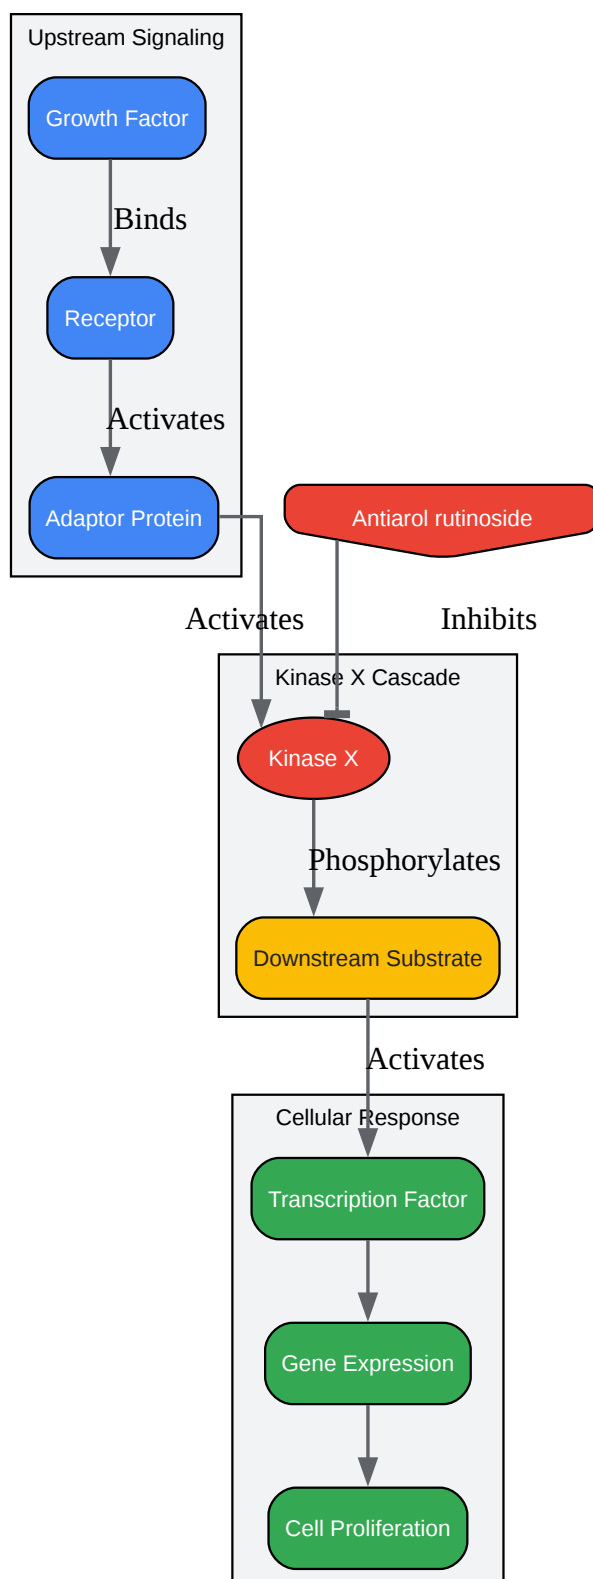 Upstream Signaling
Growth Factor
Binds
Receptor
Activates
Adaptor Protein
Antiarol rutinoside
Activates
Inhibits
Kinase X Cascade
Kinase X
Phosphorylates
Downstream Substrate
Activates
Cellular Response
Transcription Factor
Gene Expression
Cell Proliferation